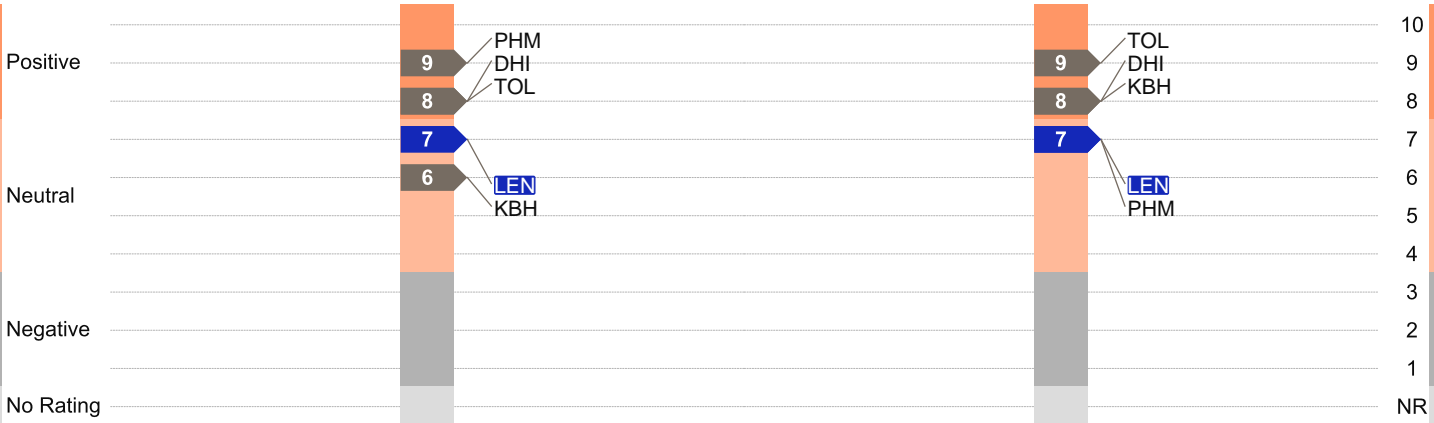 10
PHM
TOL
Positive
9
DHI
9
DHI
9
TOL
KBH
8
8
8
7
7
7
6
LEN
LEN
6
Neutral
KBH
PHM
5
4
3
Negative
2
1
No Rating
NR